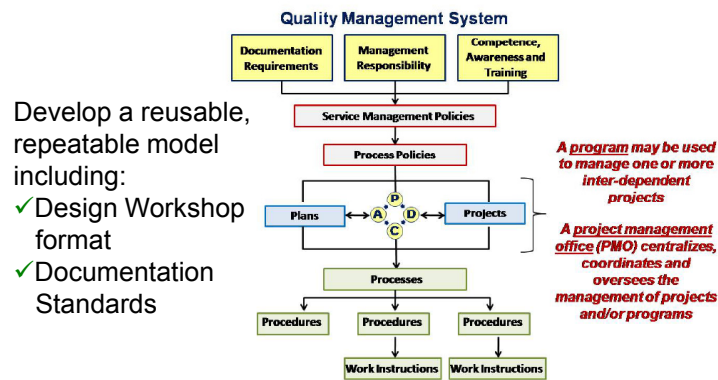 Quality Management System
Documentation
Requirements
Management
Responsibility
Competence,
Awareness and
Training
Develop a reusable,
repeatable model
including:
✓Design Workshop
format
✓Documentation
Standards
Service Management Policies
Process Policies
Plans
P
A
D
C
Projects
Processes
Procedures
Procedures
Procedures
Work Instructions
Work Instructions
A program may be used
to manage one or more
inter-dependent
projects
A project management
office (PMO) centralizes,
coordinates and
oversees the
management of projects
and/or programs